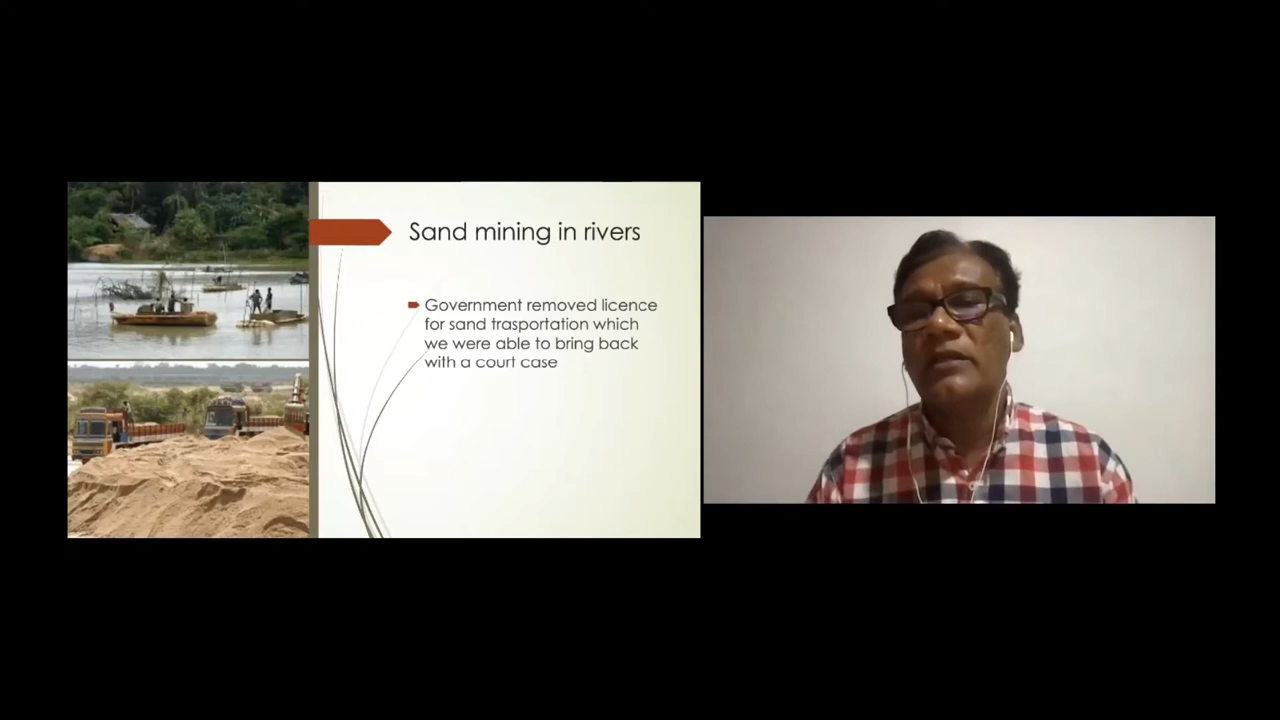 Sand mining in rivers
Government removed licence
for sand trasportation which
we were able to bring back
with a court case